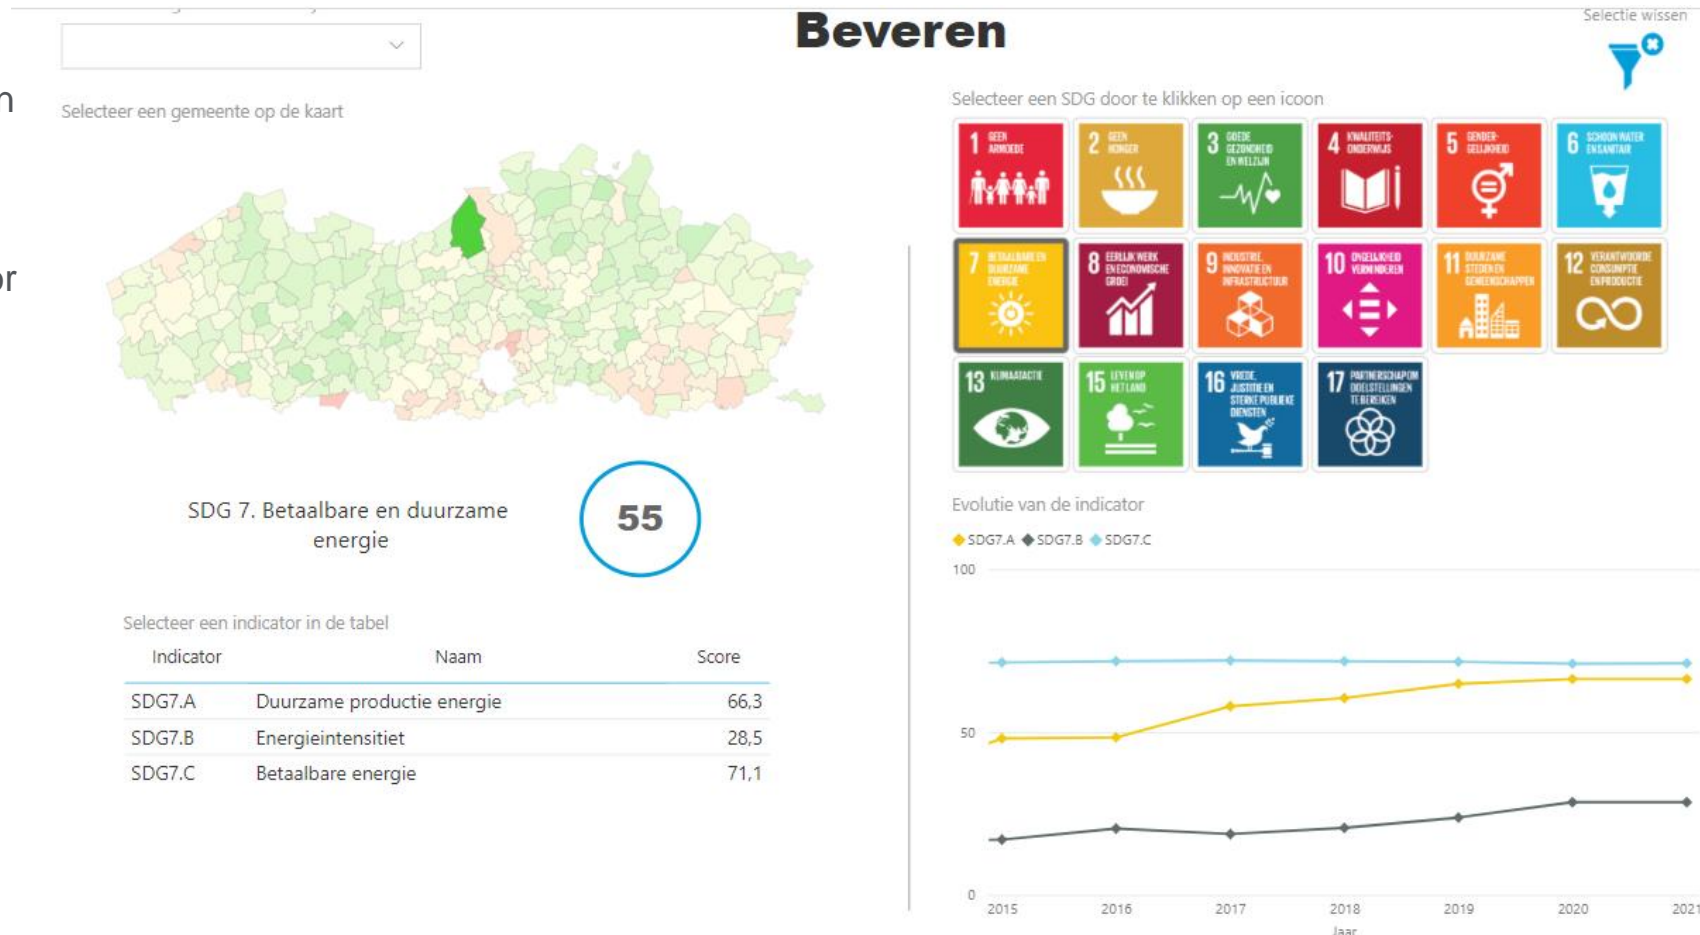 Beveren
Selectie wissen
n
or
Selecteer een gemeente op de kaart
Selecteer een SDG door te klikken op een icoon
1 GEEN
ARMOEDE
2 GEEN
HONGER
3 GOEDE
GEZONDHEID
EN WELZIJN
4 KWALITEITS-
ONDERWIJS
5 GENDER-
GELIJKHEID
6 SCHOON WATER
EN SANITAIR
7 BETAALBARE EN
DUURZAME
ENERGIE
8 EERLIJK WERK
EN ECONOMISCHE
GROEI
9 INDUSTRIE,
INNOVATIE EN
INFRASTRUCTUUR
10 ONGELIJKHEID
VERMINDEREN
11 DUURZAME
STEDEN EN
GEMEENSCHAPPEN
12 VERANTWOORDE
CONSUMPTIE
EN PRODUCTIE
13 KLIMAATACTIE
15 LEVEN OP
HET LAND
16 VREDE,
JUSTITIE EN
STERKE PUBLIEKE
DIENSTEN
17 PARTNERSCHAP OM
DOELSTELLINGEN
TE BEREIKEN
SDG 7. Betaalbare en duurzame
energie
55
Selecteer een indicator in de tabel
Indicator Naam Score
SDG7.A Duurzame productie energie 66,3
SDG7.B Energieintensitiet 28,5
SDG7.C Betaalbare energie 71,1
Evolutie van de indicator
SDG7.A SDG7.B SDG7.C
100
50
0
2015 2016 2017 2018 2019 2020 2021
Jaar